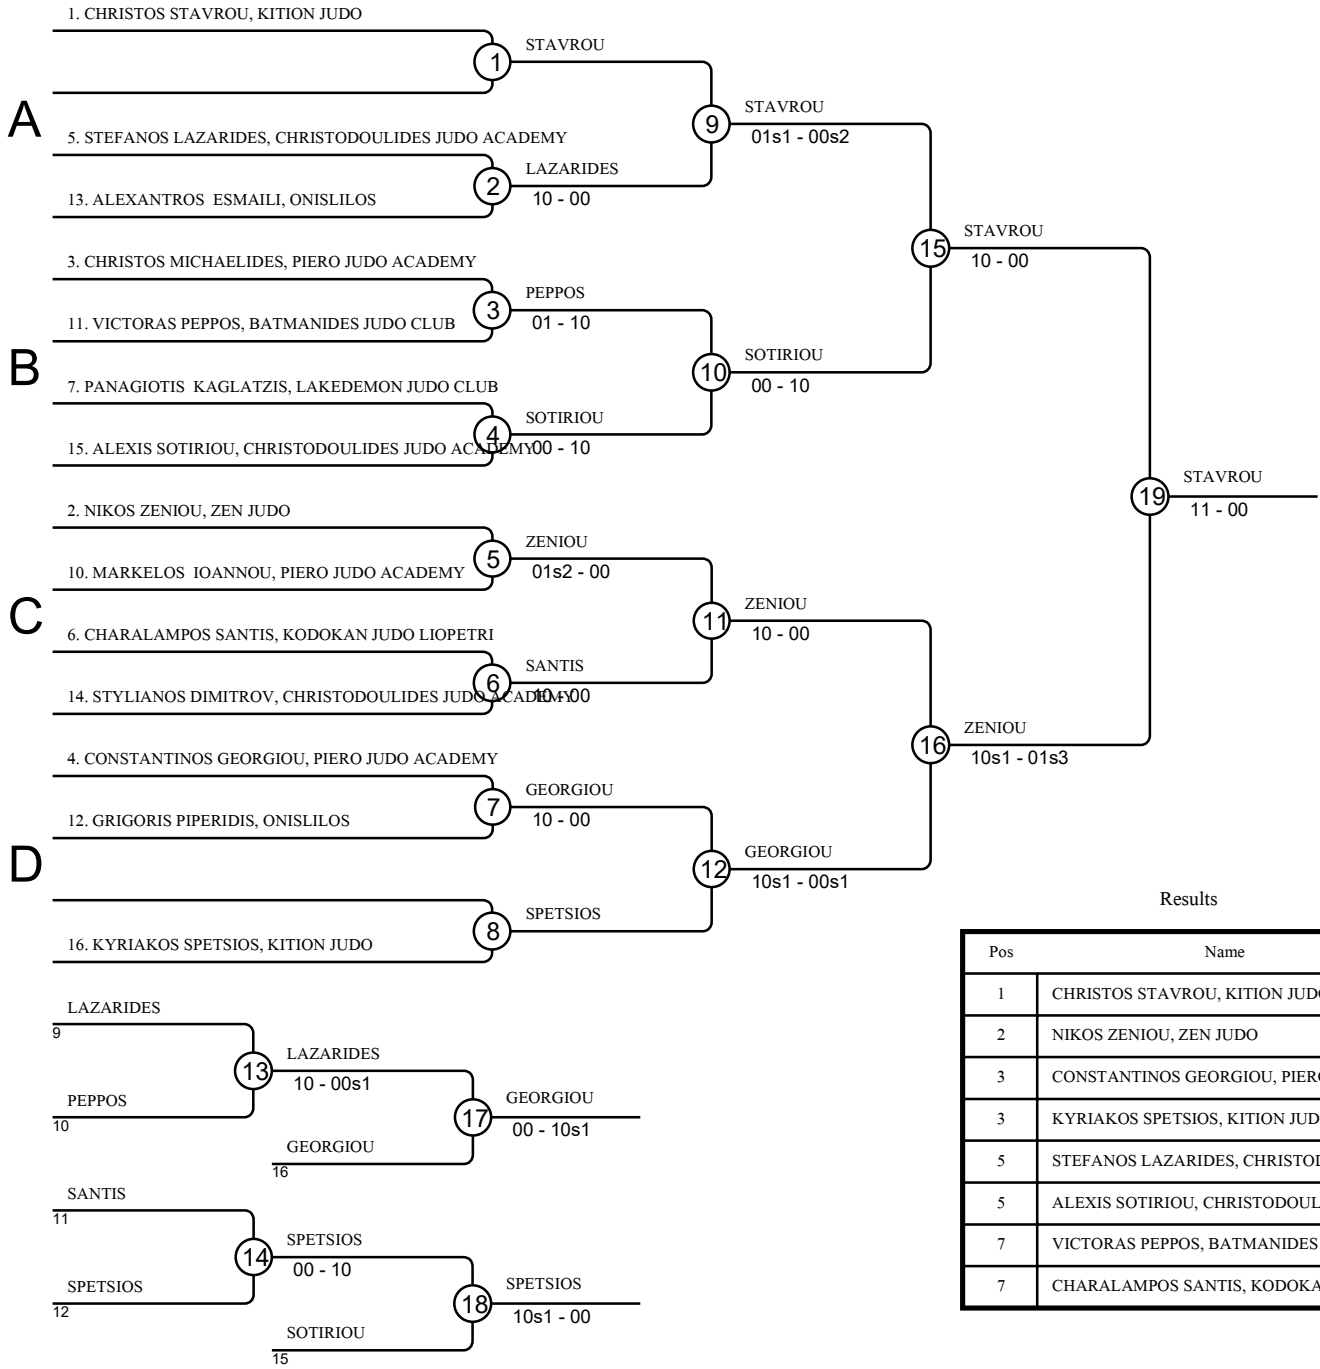 1. CHRISTOS STAVROU, KITION JUDO
1
STAVROU
A
5. STEFANOS LAZARIDES, CHRISTODOULIDES JUDO ACADEMY
2
LAZARIDES
10 - 00
13. ALEXANTROS ESMAILI, ONISLILOS
9
STAVROU
01s1 - 00s2
3. CHRISTOS MICHAELIDES, PIERO JUDO ACADEMY
3
PEPPOS
01 - 10
11. VICTORAS PEPPOS, BATMANIDES JUDO CLUB
B
7. PANAGIOTIS KAGLATZIS, LAKEDEMON JUDO CLUB
4
SOTIRIOU
00 - 10
15. ALEXIS SOTIRIOU, CHRISTODOULIDES JUDO ACADEMY
10
SOTIRIOU
00 - 10
15
STAVROU
10 - 00
2. NIKOS ZENIOU, ZEN JUDO
5
ZENIOU
01s2 - 00
10. MARKELOS IOANNOU, PIERO JUDO ACADEMY
C
6. CHARALAMPOS SANTIS, KODOKAN JUDO LIOPETRI
6
SANTIS
10 - 00
14. STYLIANOS DIMITROV, CHRISTODOULIDES JUDO ACADEMY
11
ZENIOU
10 - 00
4. CONSTANTINOS GEORGIOU, PIERO JUDO ACADEMY
7
GEORGIOU
10 - 00
12. GRIGORIS PIPERIDIS, ONISLILOS
D
8
SPETSIOS
16. KYRIAKOS SPETSIOS, KITION JUDO
12
GEORGIOU
10s1 - 00s1
16
ZENIOU
10s1 - 01s3
19
STAVROU
11 - 00
LAZARIDES
9
13
LAZARIDES
10 - 00s1
PEPPOS
10
17
GEORGIOU
00 - 10s1
GEORGIOU
16
SANTIS
11
14
SPETSIOS
00 - 10
SPETSIOS
12
18
SPETSIOS
10s1 - 00
SOTIRIOU
15
Results
Pos Name
1 CHRISTOS STAVROU, KITION JUD
2 NIKOS ZENIOU, ZEN JUDO
3 CONSTANTINOS GEORGIOU, PIER
3 KYRIAKOS SPETSIOS, KITION JUD
5 STEFANOS LAZARIDES, CHRISTO
5 ALEXIS SOTIRIOU, CHRISTODOUL
7 VICTORAS PEPPOS, BATMANIDES
7 CHARALAMPOS SANTIS, KODOKA